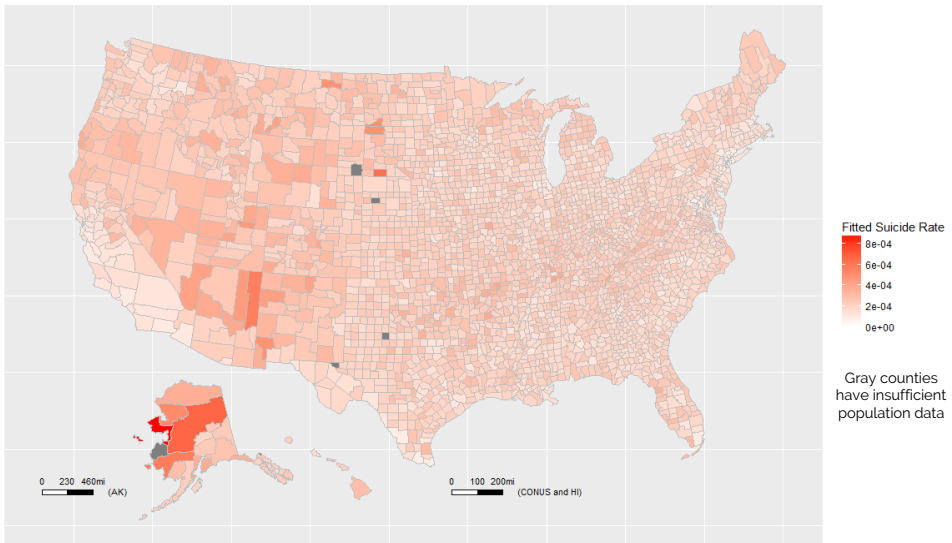 Fitted Suicide Rate
8e-04
6e-04
4e-04
2e-04
0e+00
Gray counties
have insufficient
population data
0 230 460mi
(AK)
0 100 200mi
(CONUS and HI)